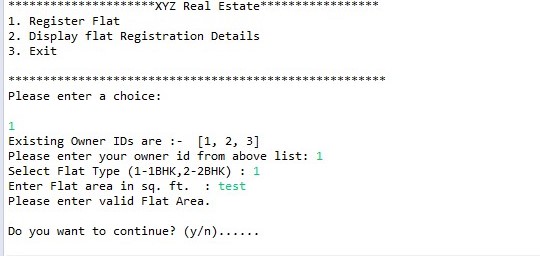 *********************XYZ Real Estate*****************
1. Register Flat
2. Display flat Registration Details
3. Exit
******************************************************
Please enter a choice:
1
Existing Owner IDs are :-  [1, 2, 3]
Please enter your owner id from above list: 1
Select Flat Type (1-1BHK,2-2BHK) : 1
Enter Flat area in sq. ft.  : test
Please enter valid Flat Area.
Do you want to continue? (y/n)......